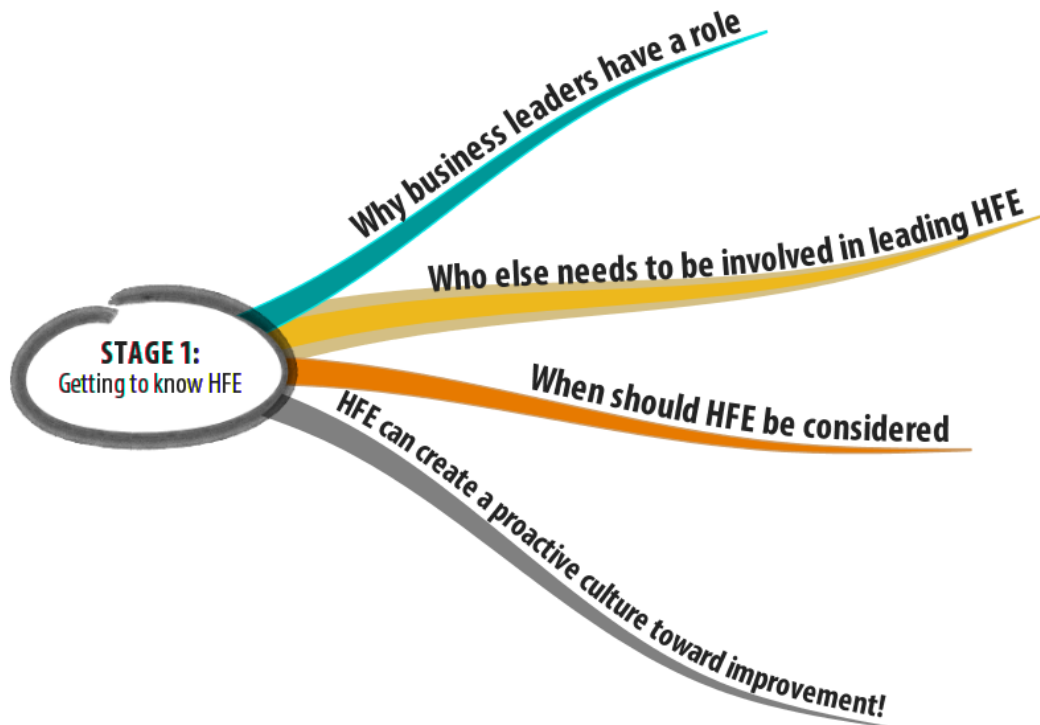 Why business leaders have a role
Who else needs to be involved in leading HFE
STAGE 1:
Getting to know HFE
When should HFE be considered
HFE can create a proactive culture toward improvement!